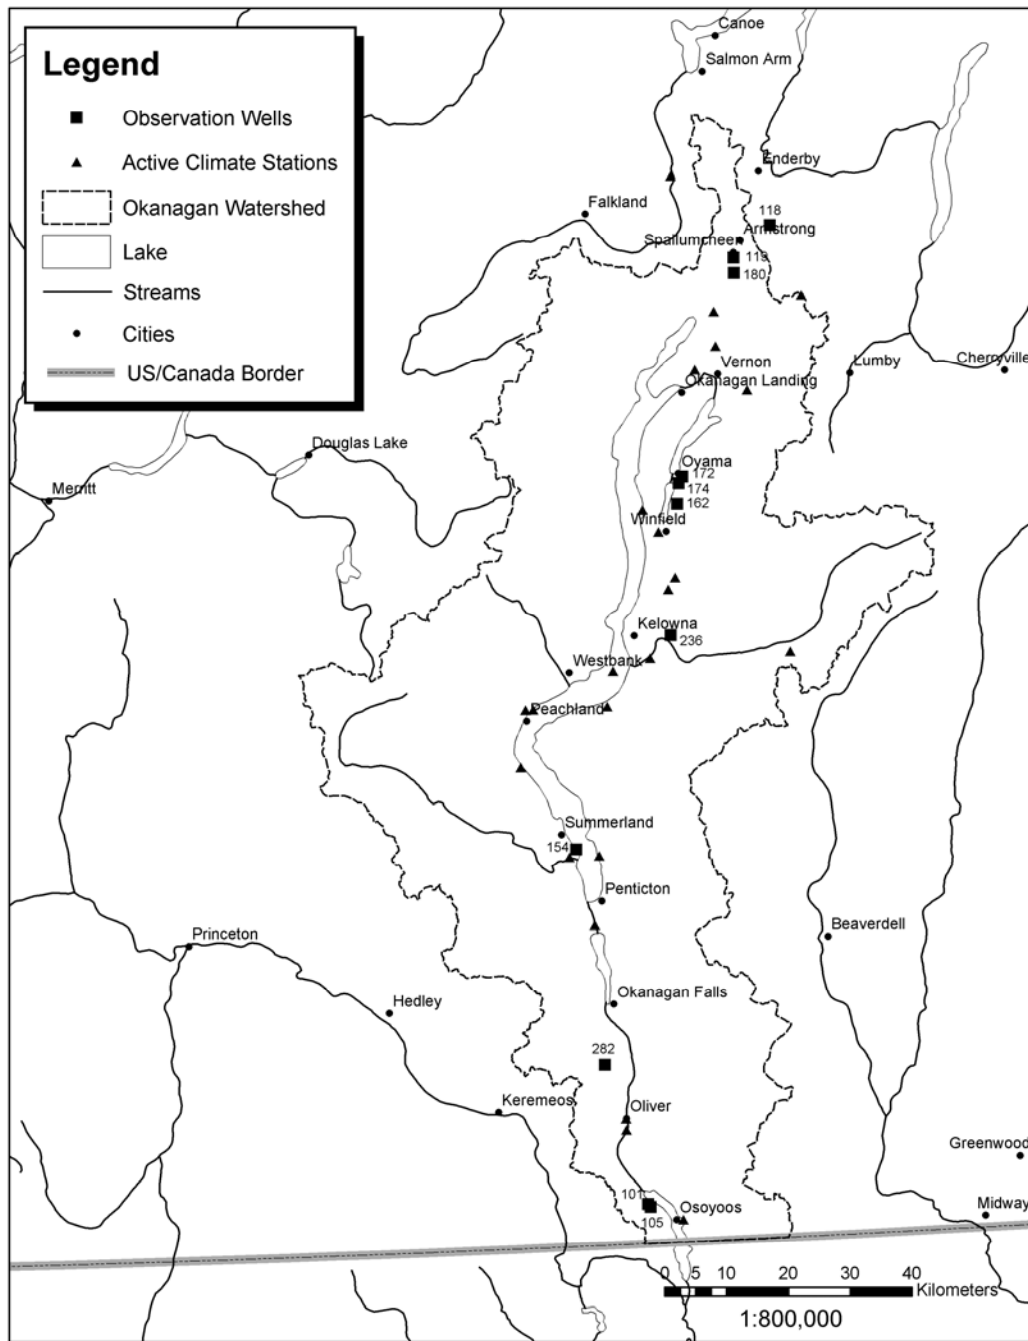 Canoe
Salmon Arm
Legend
Observation Wells
Active Climate Stations
Okanagan Watershed
Lake
Streams
Cities
US/Canada Border
Enderby
Falkland
118
Armstrong
Spallumcheen
119
180
Vernon
Okanagan Landing
Lumby
Cherryville
Douglas Lake
Merritt
Oyama
172
174
162
Winfield
Kelowna
236
Westbank
Peachland
Summerland
154
Penticton
Princeton
Beaverdell
Okanagan Falls
Hedley
282
Keremeos
Oliver
Greenwood
101
105
Osoyoos
Midway
0 5 10 20 30 40
Kilometers
1:800,000